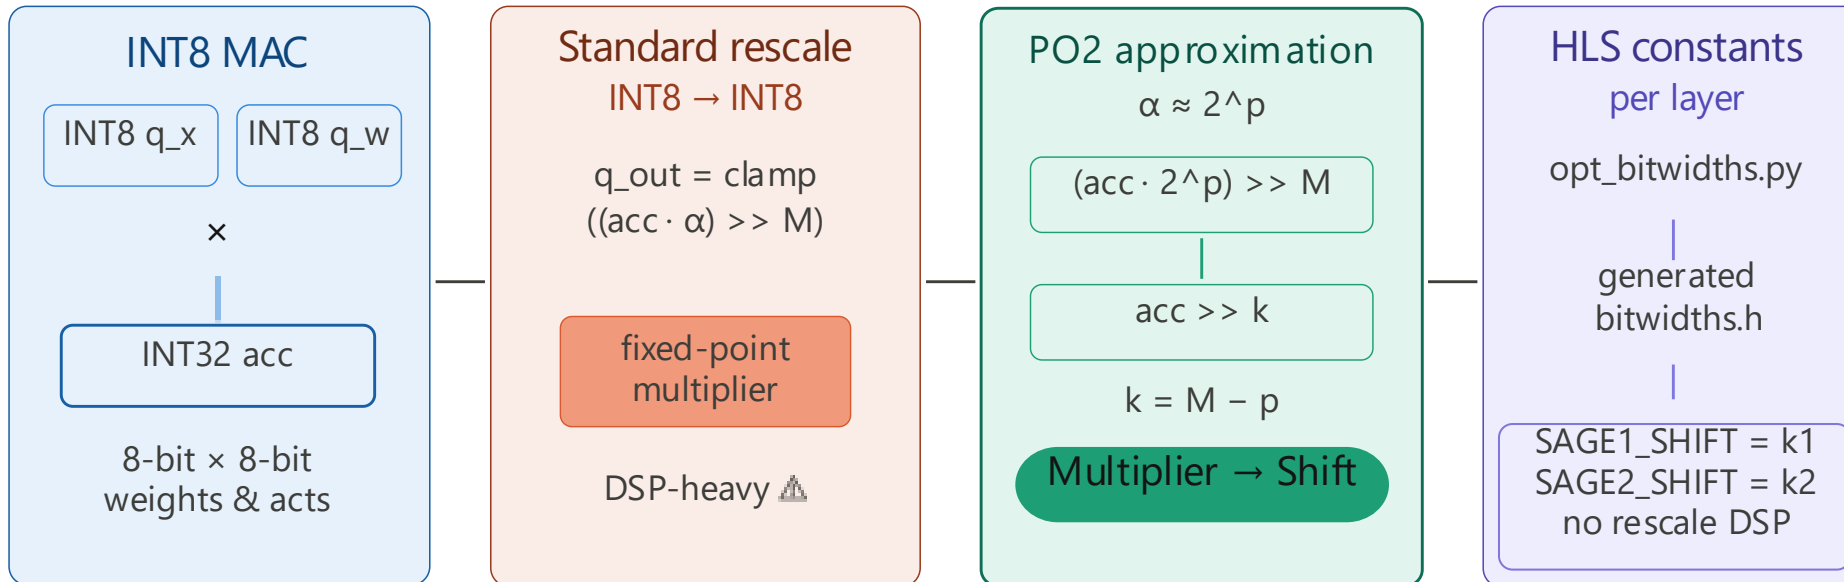 INT8 MAC
INT8 q_x
INT8 q_w
×
INT32 acc
8-bit × 8-bit
weights & acts
Standard rescale
INT8 → INT8
q_out = clamp
((acc · α) >> M)
fixed-point
multiplier
DSP-heavy ⚠
PO2 approximation
α ≈ 2^p
(acc · 2^p) >> M
acc >> k
k = M − p
Multiplier → Shift
HLS constants
per layer
opt_bitwidths.py
generated
bitwidths.h
SAGE1_SHIFT = k1
SAGE2_SHIFT = k2
no rescale DSP